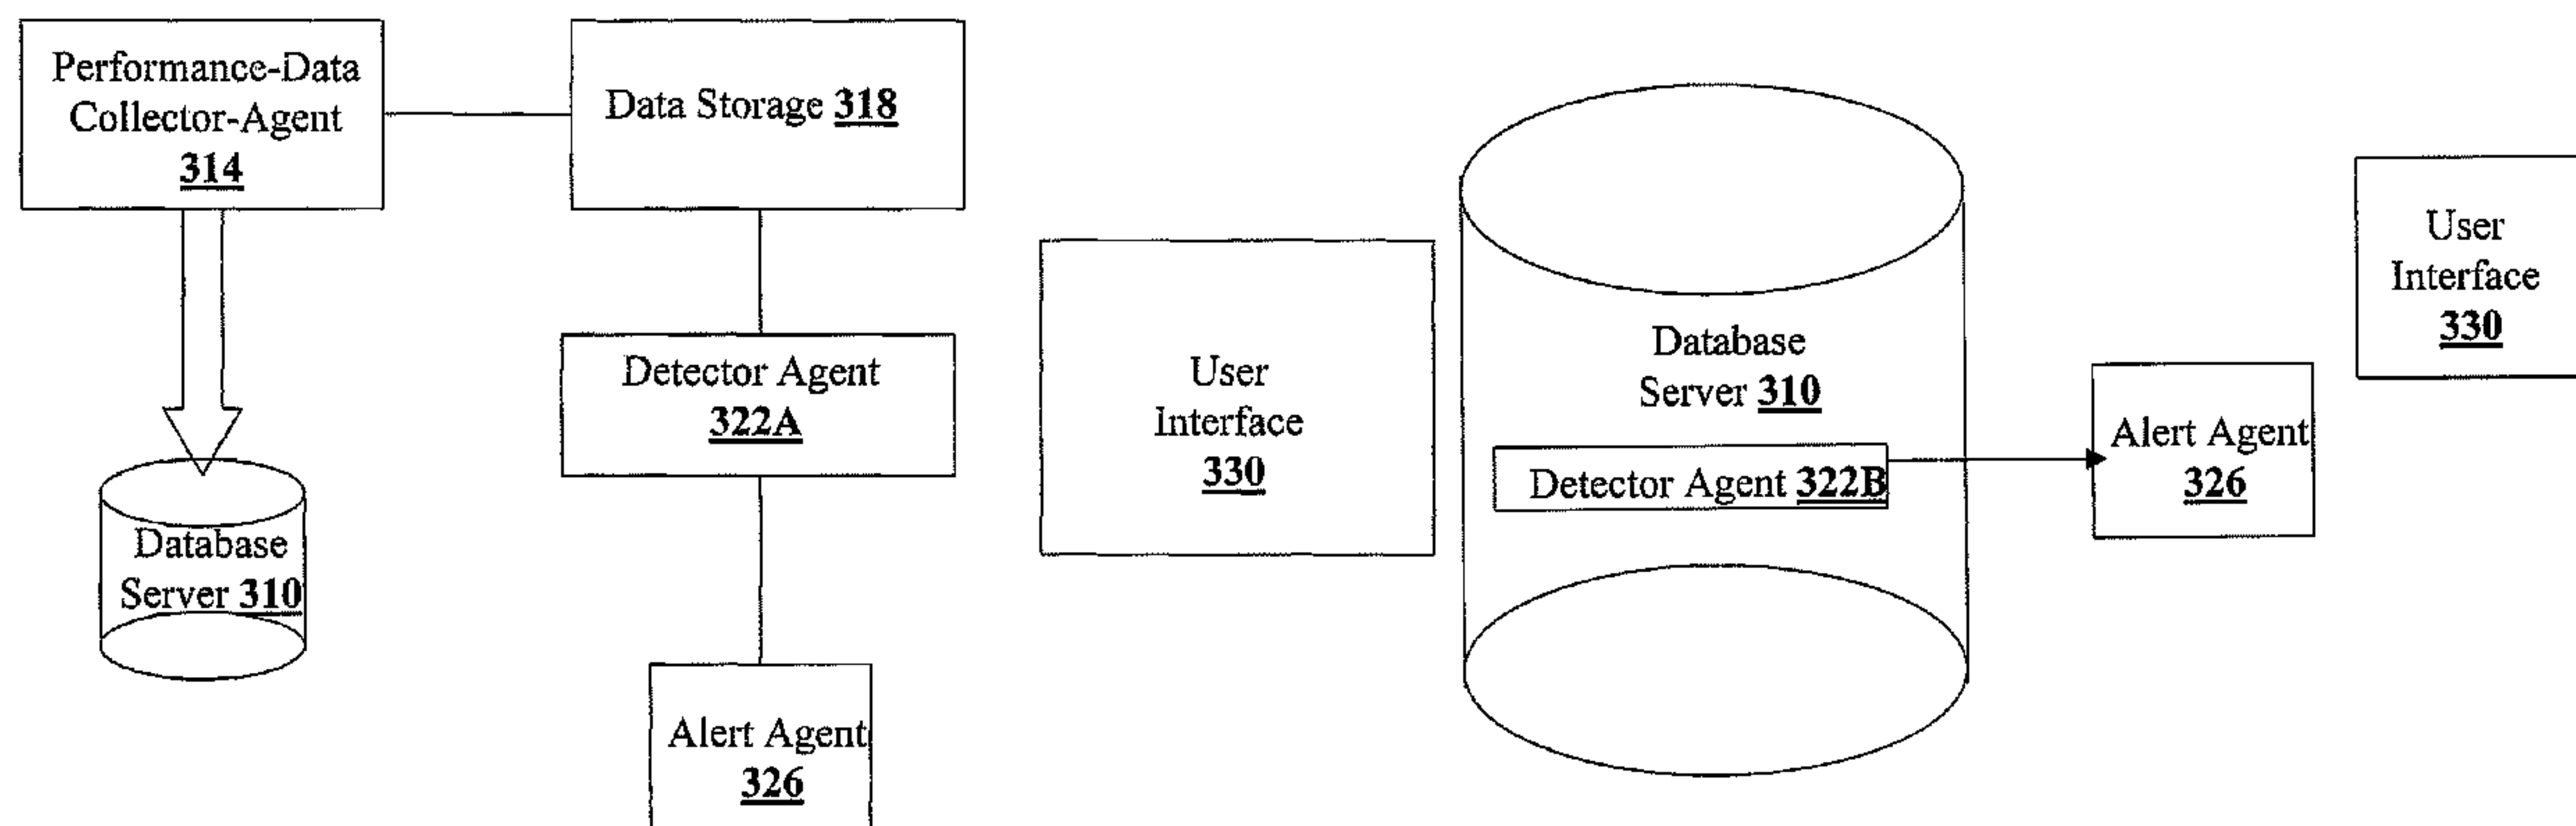 Performance-Data
Collector-Agent
314
Data Storage 318
Detector Agent
322A
Database
Server 310
Alert Agent
326
User
Interface
330
Database
Server 310
Detector Agent 322B
Alert Agent
326
User
Interface
330